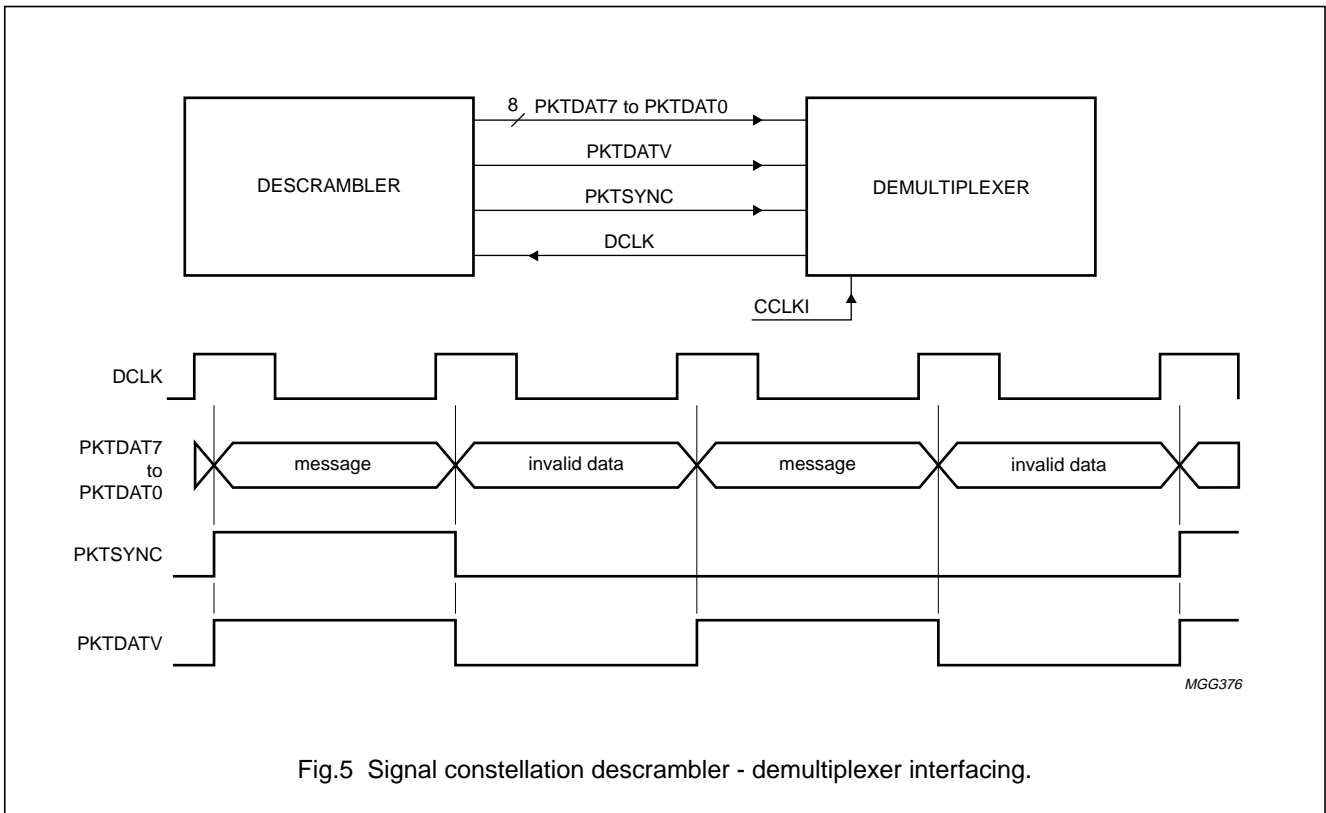 8 PKTDAT7 to PKTDAT0
PKTDATV
DESCRAMBLER
DEMULTIPLEXER
PKTSYNC
DCLK
CCLKI
DCLK
PKTDAT7
to
PKTDAT0
message invalid data message invalid data
PKTSYNC
PKTDATV
MGG376
Fig.5 Signal constellation descrambler - demultiplexer interfacing.